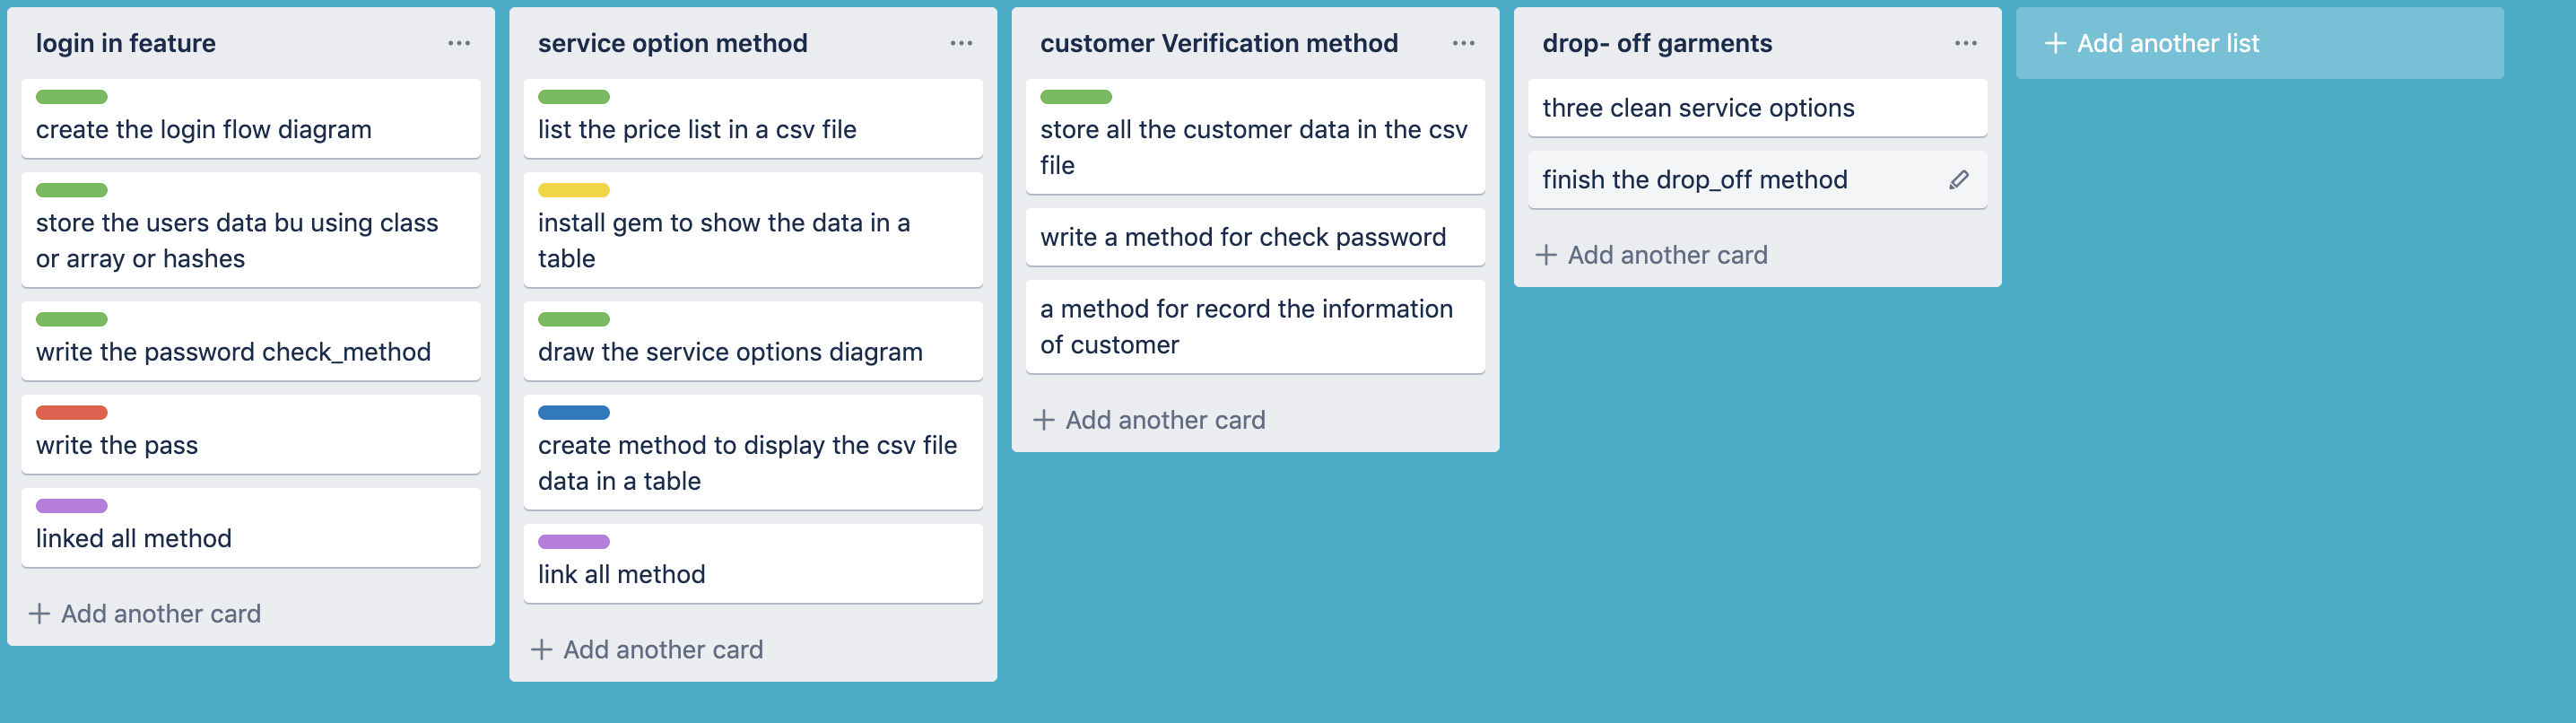 login in feature
create the login flow diagram
store the users data bu using class
or array or hashes
write the password check_method
write the pass
linked all method
+ Add another card
service option method
list the price list in a csv file
install gem to show the data in a
table
draw the service options diagram
create method to display the csv file
data in a table
link all method
+ Add another card
customer Verification method
store all the customer data in the csv
file
write a method for check password
a method for record the information
of customer
+ Add another card
drop- off garments
three clean service options
finish the drop_off method
+ Add another card
+ Add another list